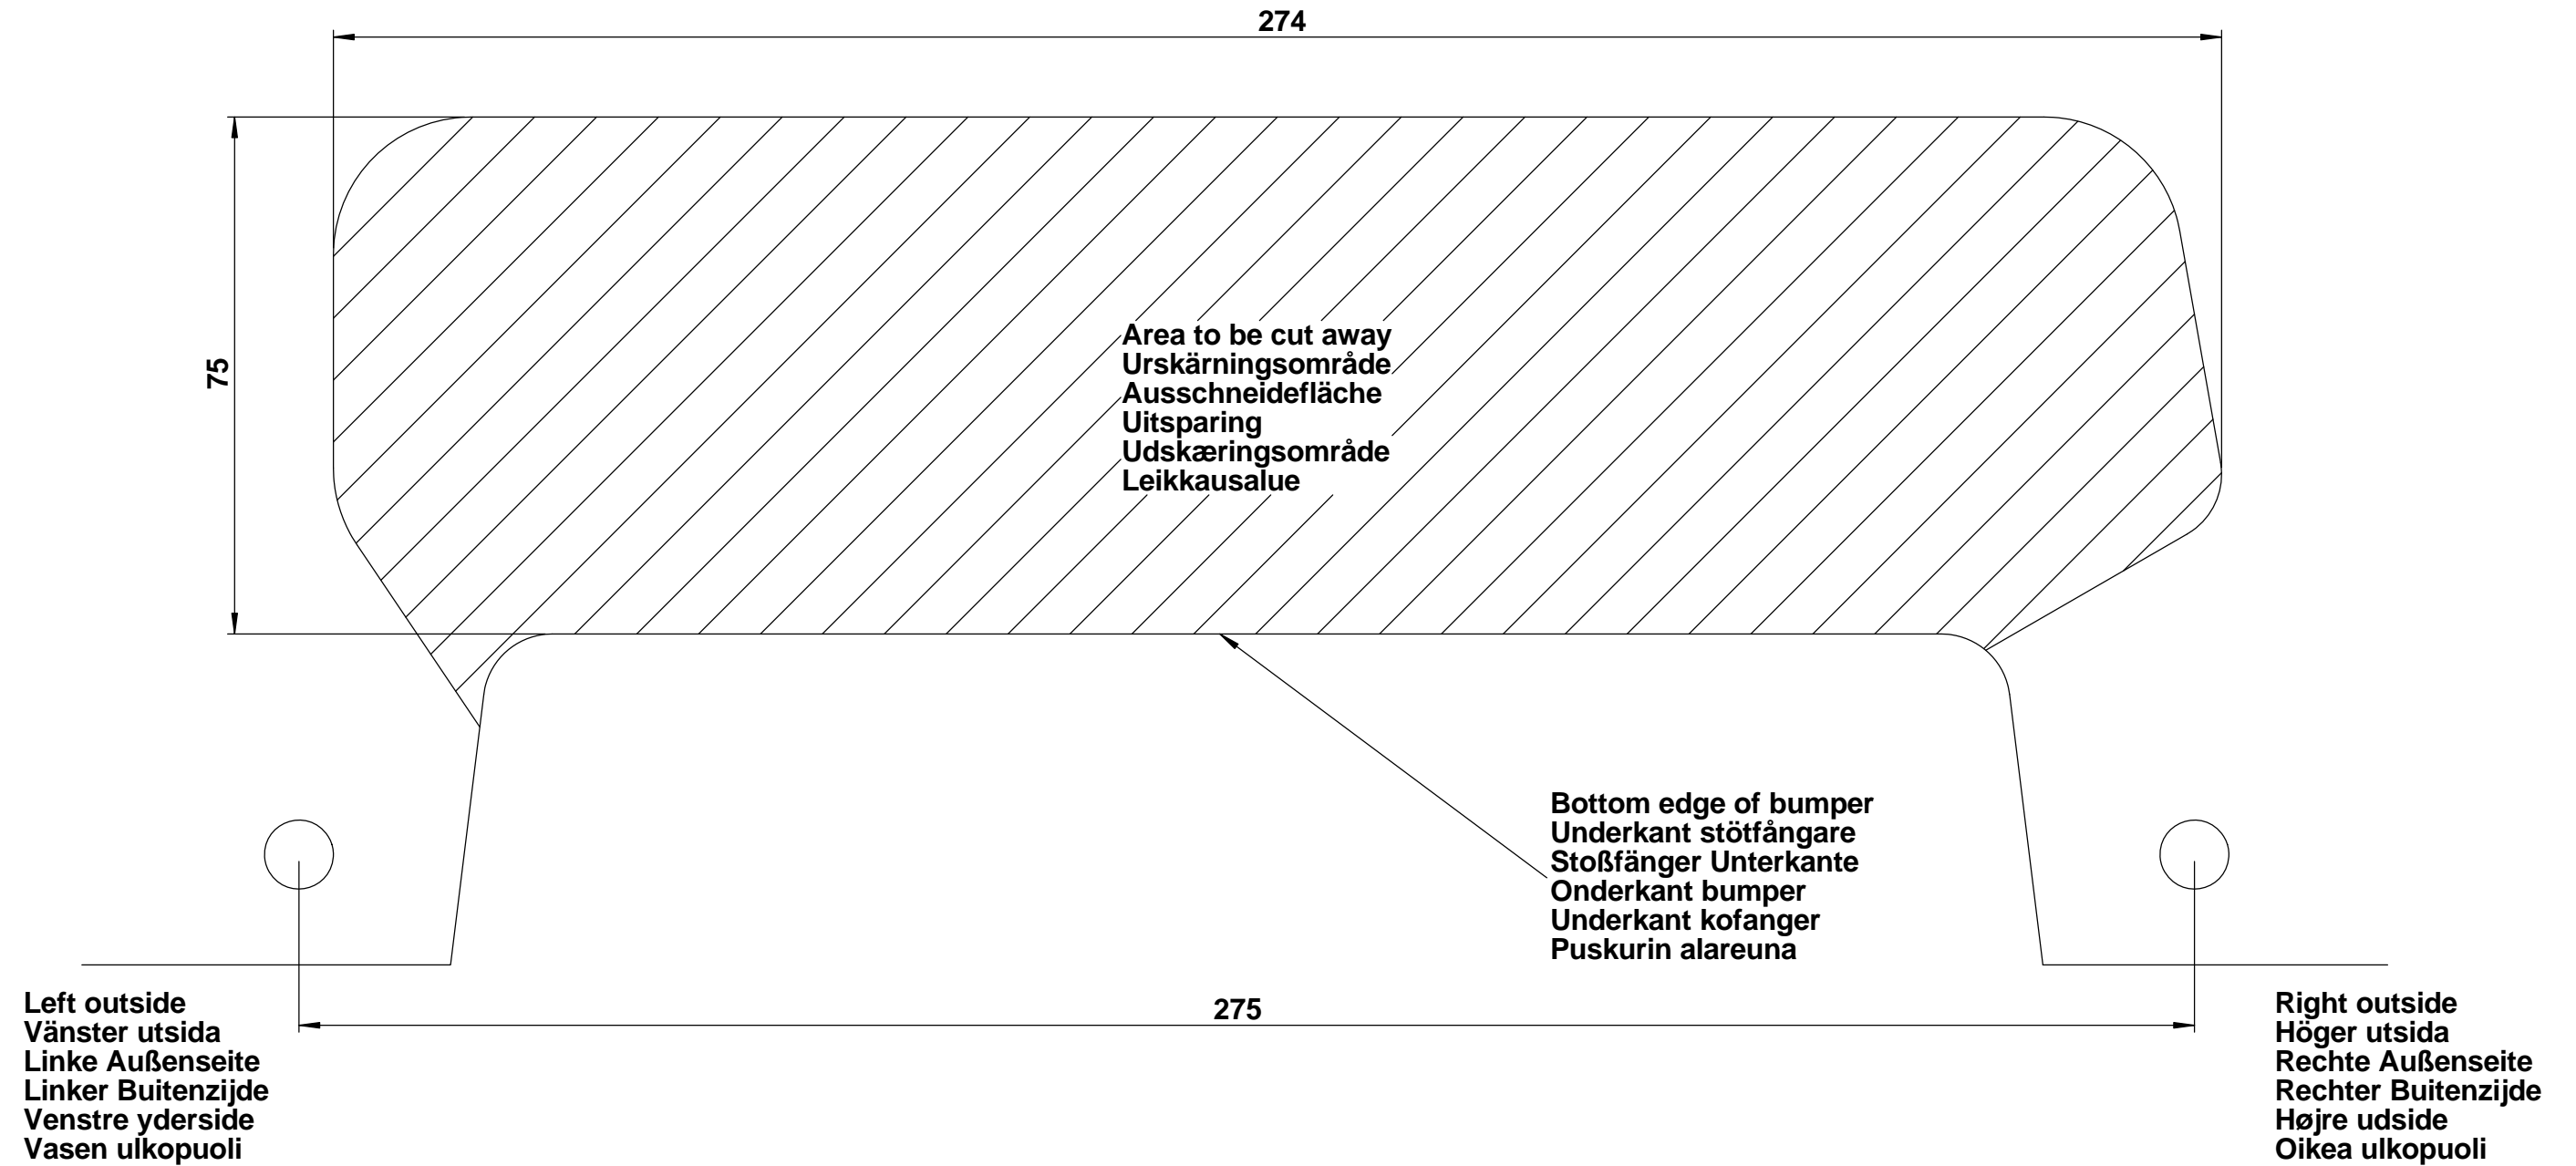 274
75
Area to be cut away
Urskärningsområde
Ausschneidefläche
Uitsparing
Udskæringsområde
Leikkausalue
Bottom edge of bumper
Underkant stötfångare
Stoßfänger Unterkante
Onderkant bumper
Underkant kofanger
Puskurin alareuna
Left outside
Vänster utsida
Linke Außenseite
Linker Buitenzijde
Venstre yderside
Vasen ulkopuoli
275
Right outside
Höger utsida
Rechte Außenseite
Rechter Buitenzijde
Højre udside
Oikea ulkopuoli